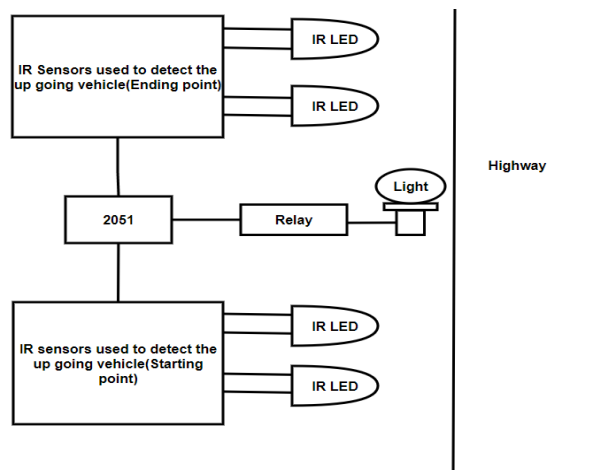 IR Sensors used to detect the
up going vehicle(Ending point)
IR LED
IR LED
Highway
Light
2051
Relay
IR sensors used to detect the
up going vehicle(Starting
point)
IR LED
IR LED